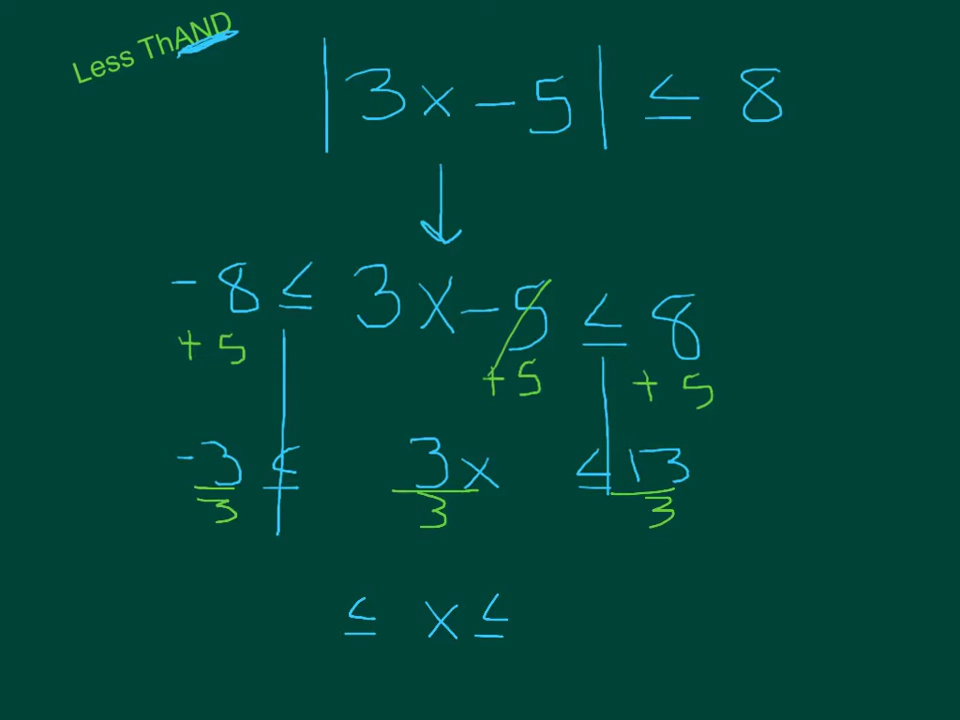 Less ThAND
|3x - 5| ≤ 8
↓
-8 ≤ 3x - 5 ≤ 8
+5 +5 +5
-3 ≤ 3x ≤ 13
3 3 3
≤ x ≤